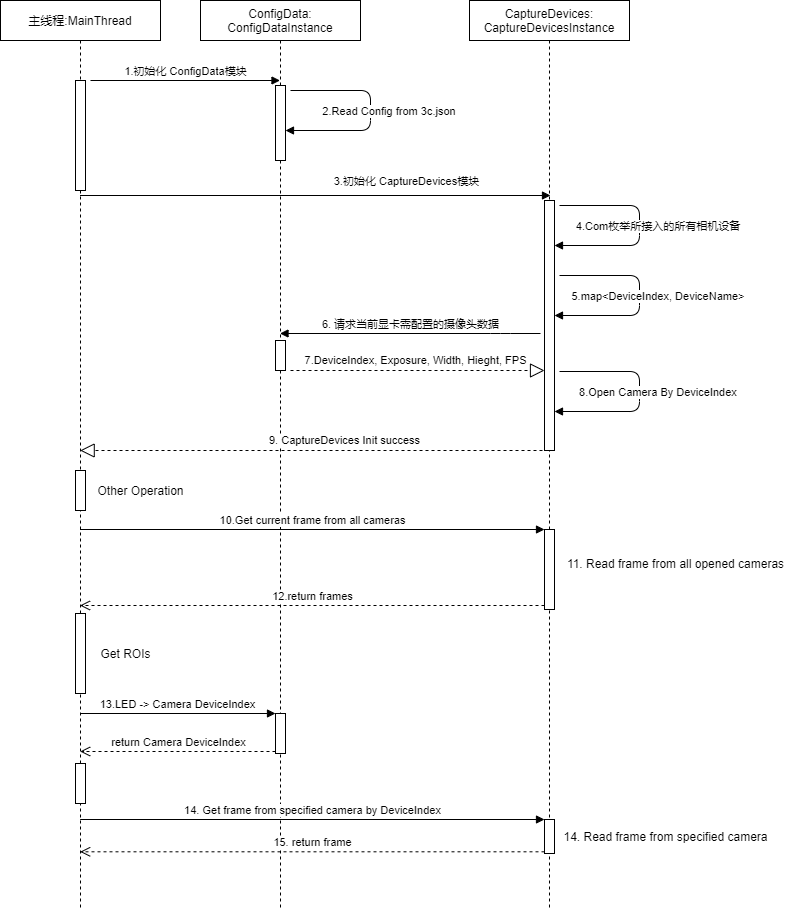 主线程:MainThread
ConfigData:
ConfigDataInstance
CaptureDevices:
CaptureDevicesInstance
1.初始化 ConfigData模块
2.Read Config from 3c.json
3.初始化 CaptureDevices模块
4.Com枚举所接入的所有相机设备
5.map<DeviceIndex, DeviceName>
6. 请求当前显卡需配置的摄像头数据
7.DeviceIndex, Exposure, Width, Hieght, FPS
8.Open Camera By DeviceIndex
9. CaptureDevices Init success
Other Operation
10.Get current frame from all cameras
11. Read frame from all opened cameras
12.return frames
Get ROIs
13.LED -> Camera DeviceIndex
return Camera DeviceIndex
14. Get frame from specified camera by DeviceIndex
14. Read frame from specified camera
15. return frame